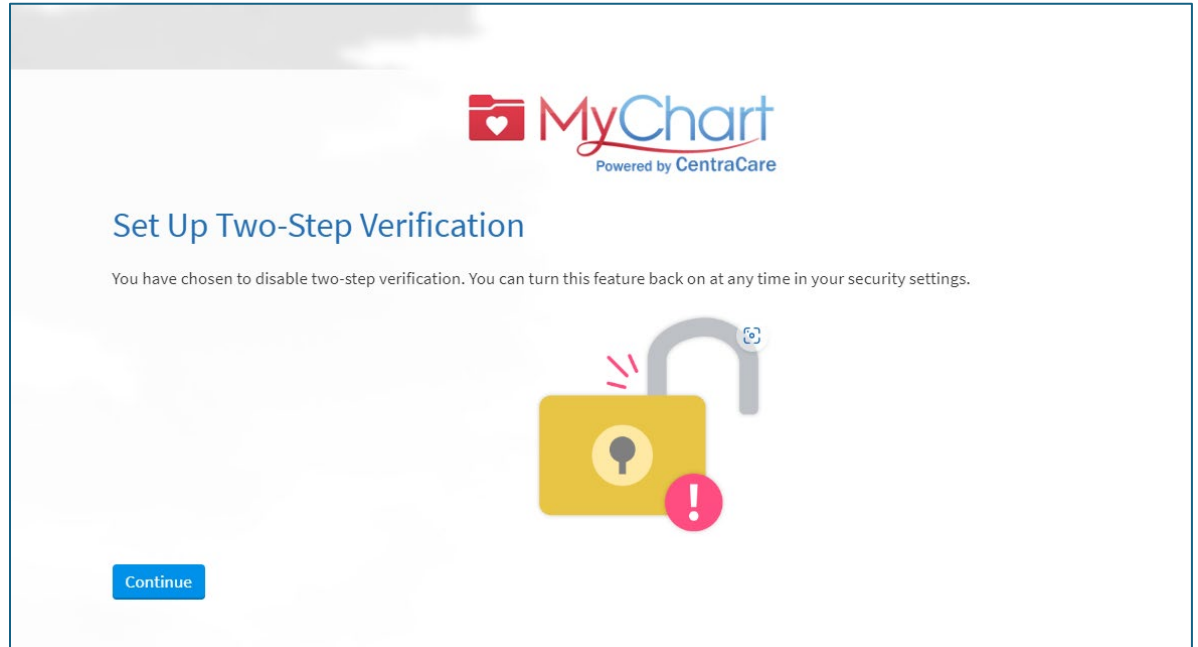 MyChart
Powered by CentraCare
Set Up Two-Step Verification
You have chosen to disable two-step verification. You can turn this feature back on at any time in your security settings.
!
Continue